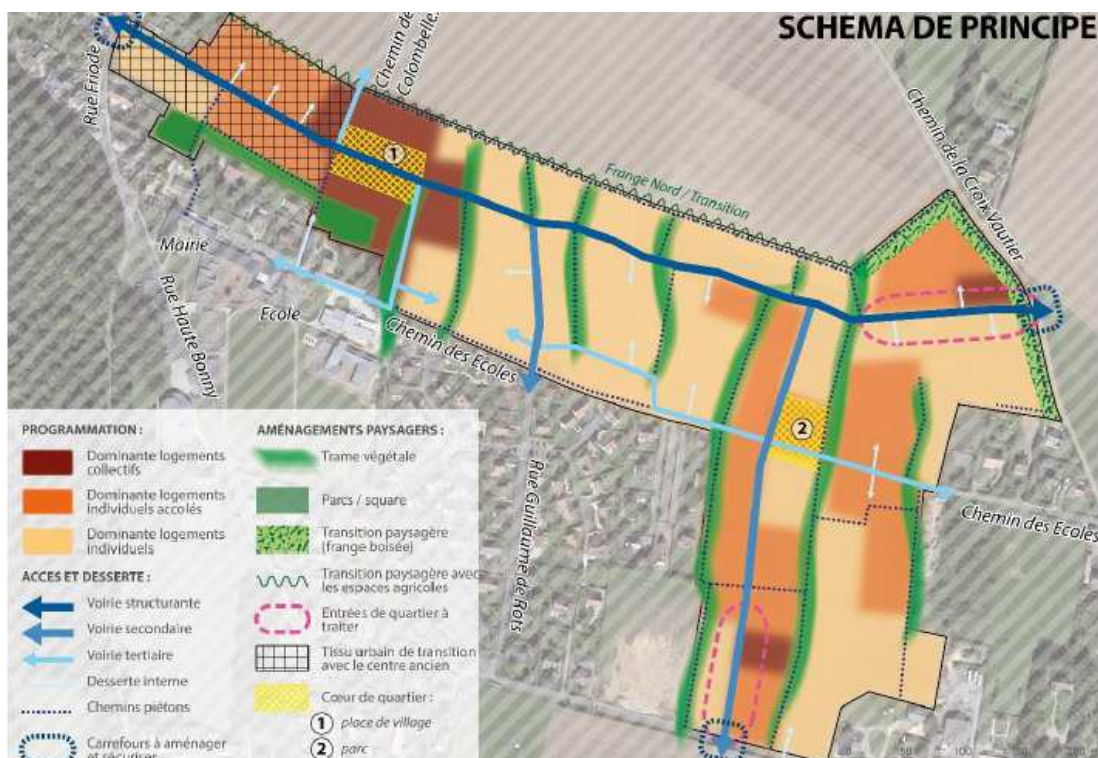 SCHEMA DE PRINCIPE
Rue Friode
Chemin de
Colombelle
1
Frange Nord / Transition
Chemin de la Croix Vautier
Mairie
Rue Haute Bonny
Ecole
Chemin des Ecoles
2
Rue Guillaume de Rots
Chemin des Ecoles
PROGRAMMATION :
Dominante logements
collectifs
Dominante logements
individuels accolés
Dominante logements
individuels
ACCES ET DESSERTE :
Voirie structurante
Voirie secondaire
Voirie tertiaire
Desserte interne
Chemins piétons
Carrefours à aménager
et sécuriser
AMÉNAGEMENTS PAYSAGERS :
Trame végétale
Parcs / square
Transition paysagère
(frange boisée)
Transition paysagère avec
les espaces agricoles
Entrées de quartier à
traiter
Tissu urbain de transition
avec le centre ancien
Cœur de quartier :
1 place de village
2 parc
0 50 100 200 m